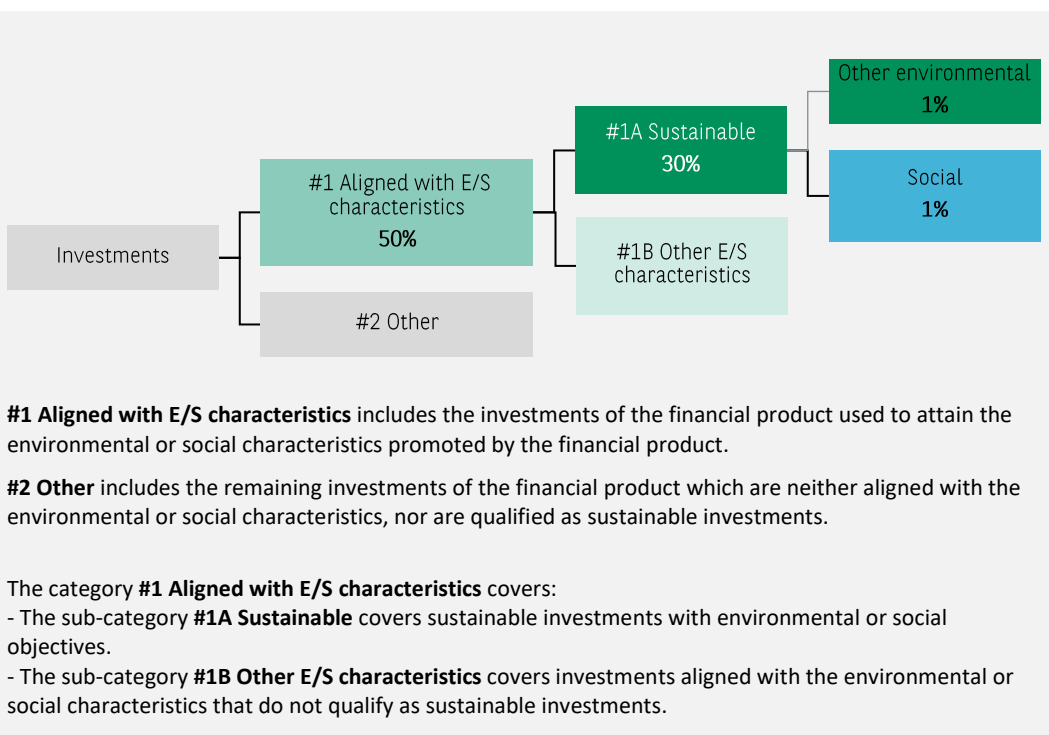 Other environmental
1%
#1A Sustainable
30%
Social
1%
#1 Aligned with E/S
characteristics
50%
#1B Other E/S
characteristics
Investments
#2 Other
#1 Aligned with E/S characteristics includes the investments of the financial product used to attain the
environmental or social characteristics promoted by the financial product.
#2 Other includes the remaining investments of the financial product which are neither aligned with the
environmental or social characteristics, nor are qualified as sustainable investments.
The category #1 Aligned with E/S characteristics covers:
- The sub-category #1A Sustainable covers sustainable investments with environmental or social
objectives.
- The sub-category #1B Other E/S characteristics covers investments aligned with the environmental or
social characteristics that do not qualify as sustainable investments.